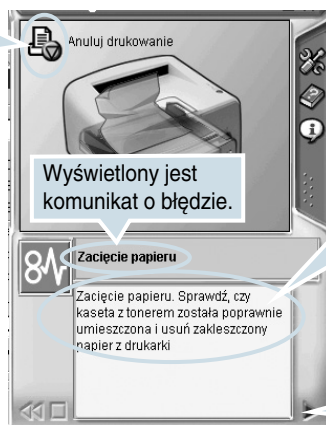 Anuluj drukowanie
Wyświetlony jest
komunikat o błędzie.
Zacięcie papieru
Zacięcie papieru. Sprawdź, czy
kaseta z tonerem została poprawnie
umieszczona i usuń zakleszczony
papier z drukarki